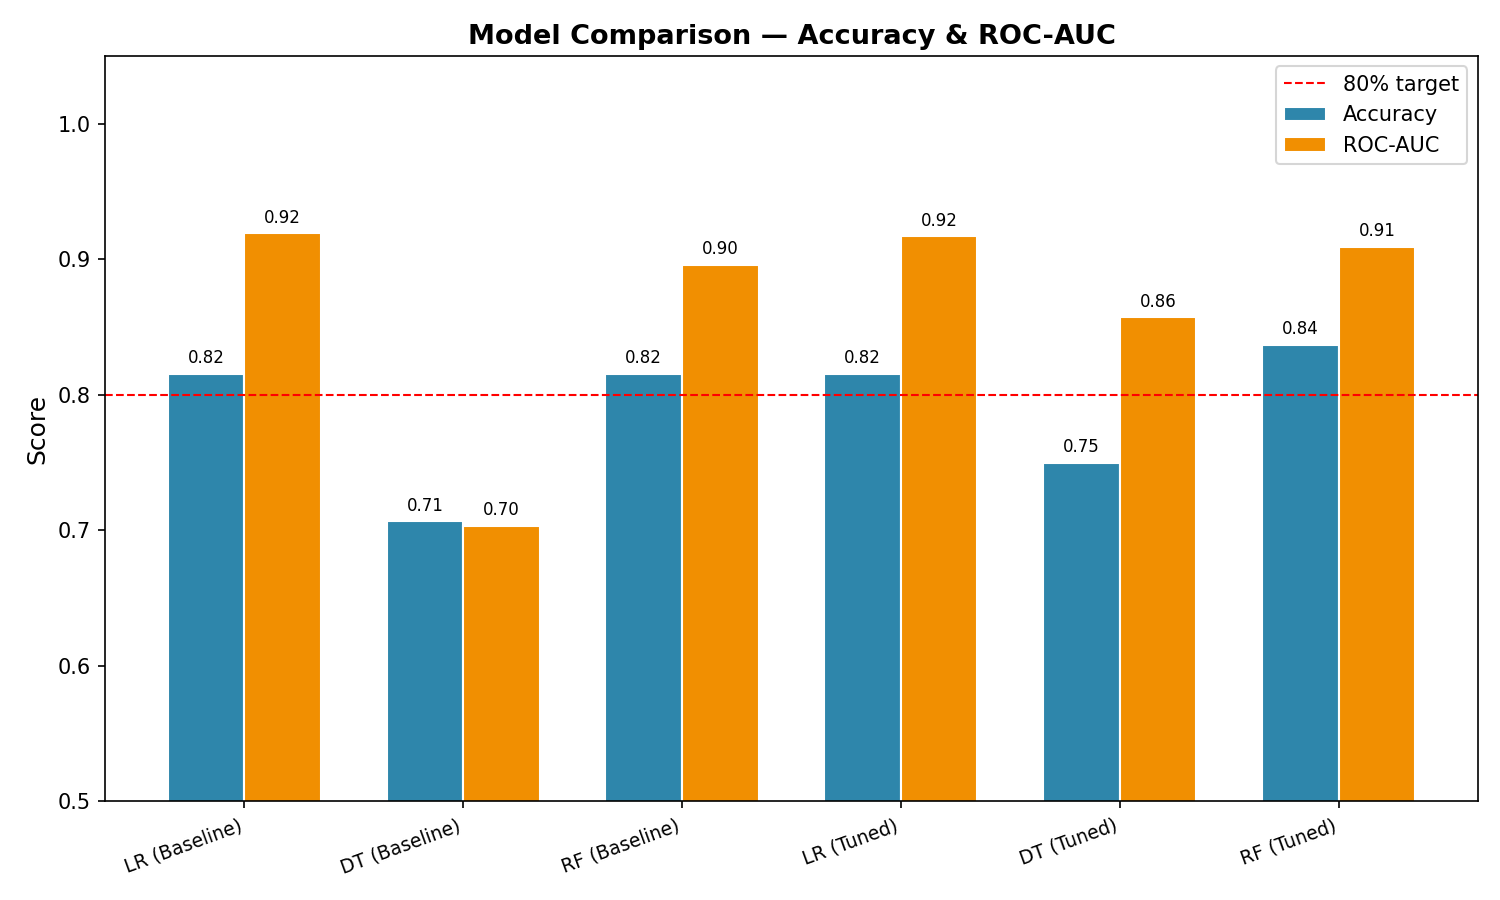 Model Comparison — Accuracy & ROC-AUC
80% target
Accuracy
ROC-AUC
Score
1.0
0.9
0.8
0.7
0.6
0.5
0.82
0.92
0.71
0.70
0.82
0.90
0.82
0.92
0.75
0.86
0.84
0.91
LR (Baseline)
DT (Baseline)
RF (Baseline)
LR (Tuned)
DT (Tuned)
RF (Tuned)